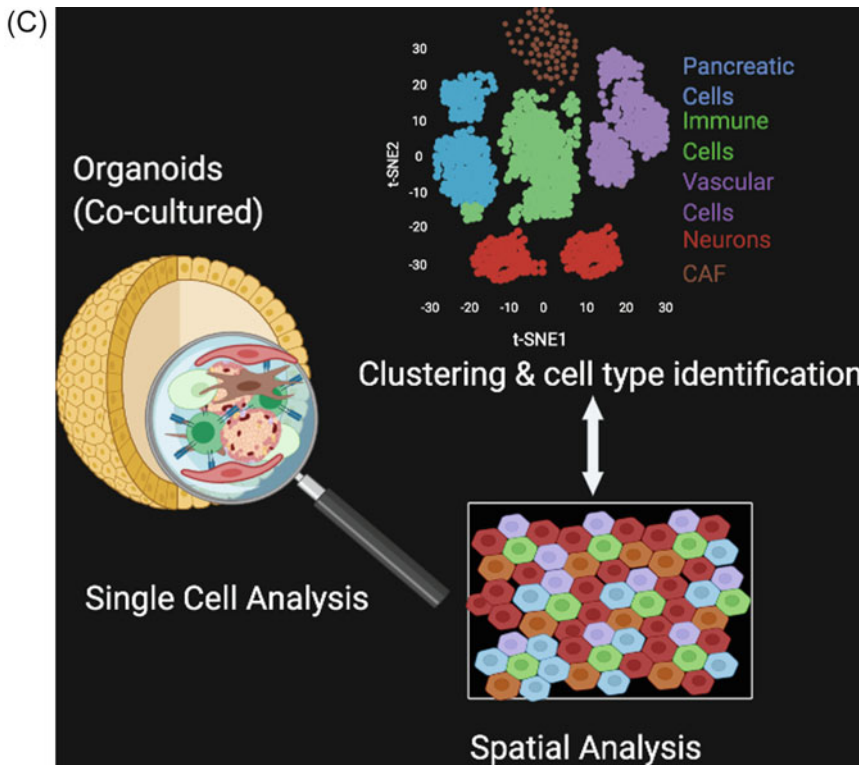 (C)
Organoids
(Co-cultured)
Single Cell Analysis
t-SNE2
30
20
10
0
-10
-20
-30
-30 -20 -10 0 10 20 30
t-SNE1
Pancreatic
Cells
Immune
Cells
Vascular
Cells
Neurons
CAF
Clustering & cell type identification
Spatial Analysis